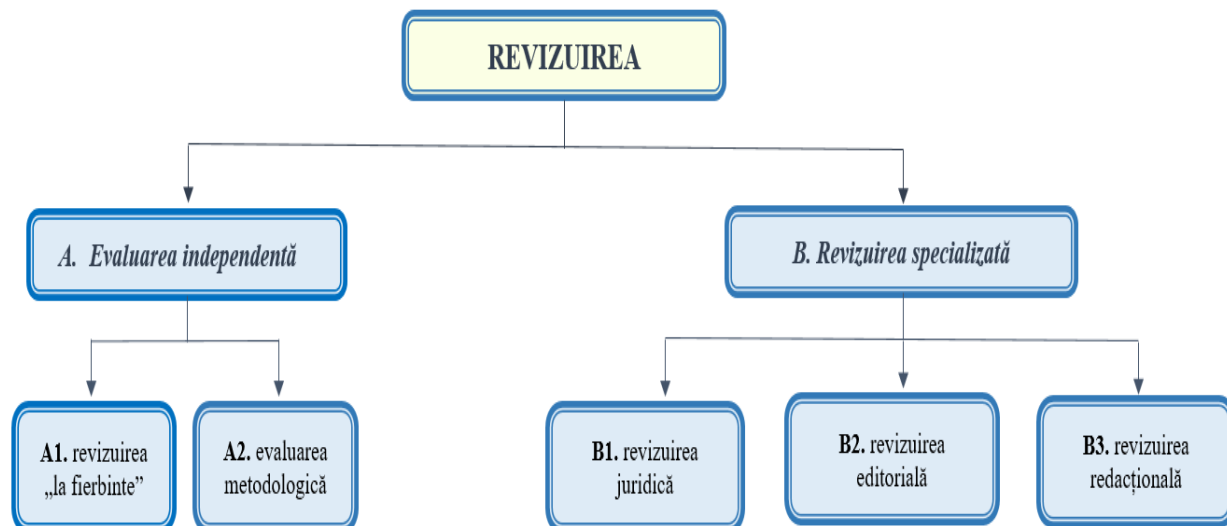 REVIZUIREA
A. Evaluarea independentă
B. Revizuirea specializată
A1. revizuirea
„la fierbinte”
A2. evaluarea
metodologică
B1. revizuirea
juridică
B2. revizuirea
editorială
B3. revizuirea
redacțională